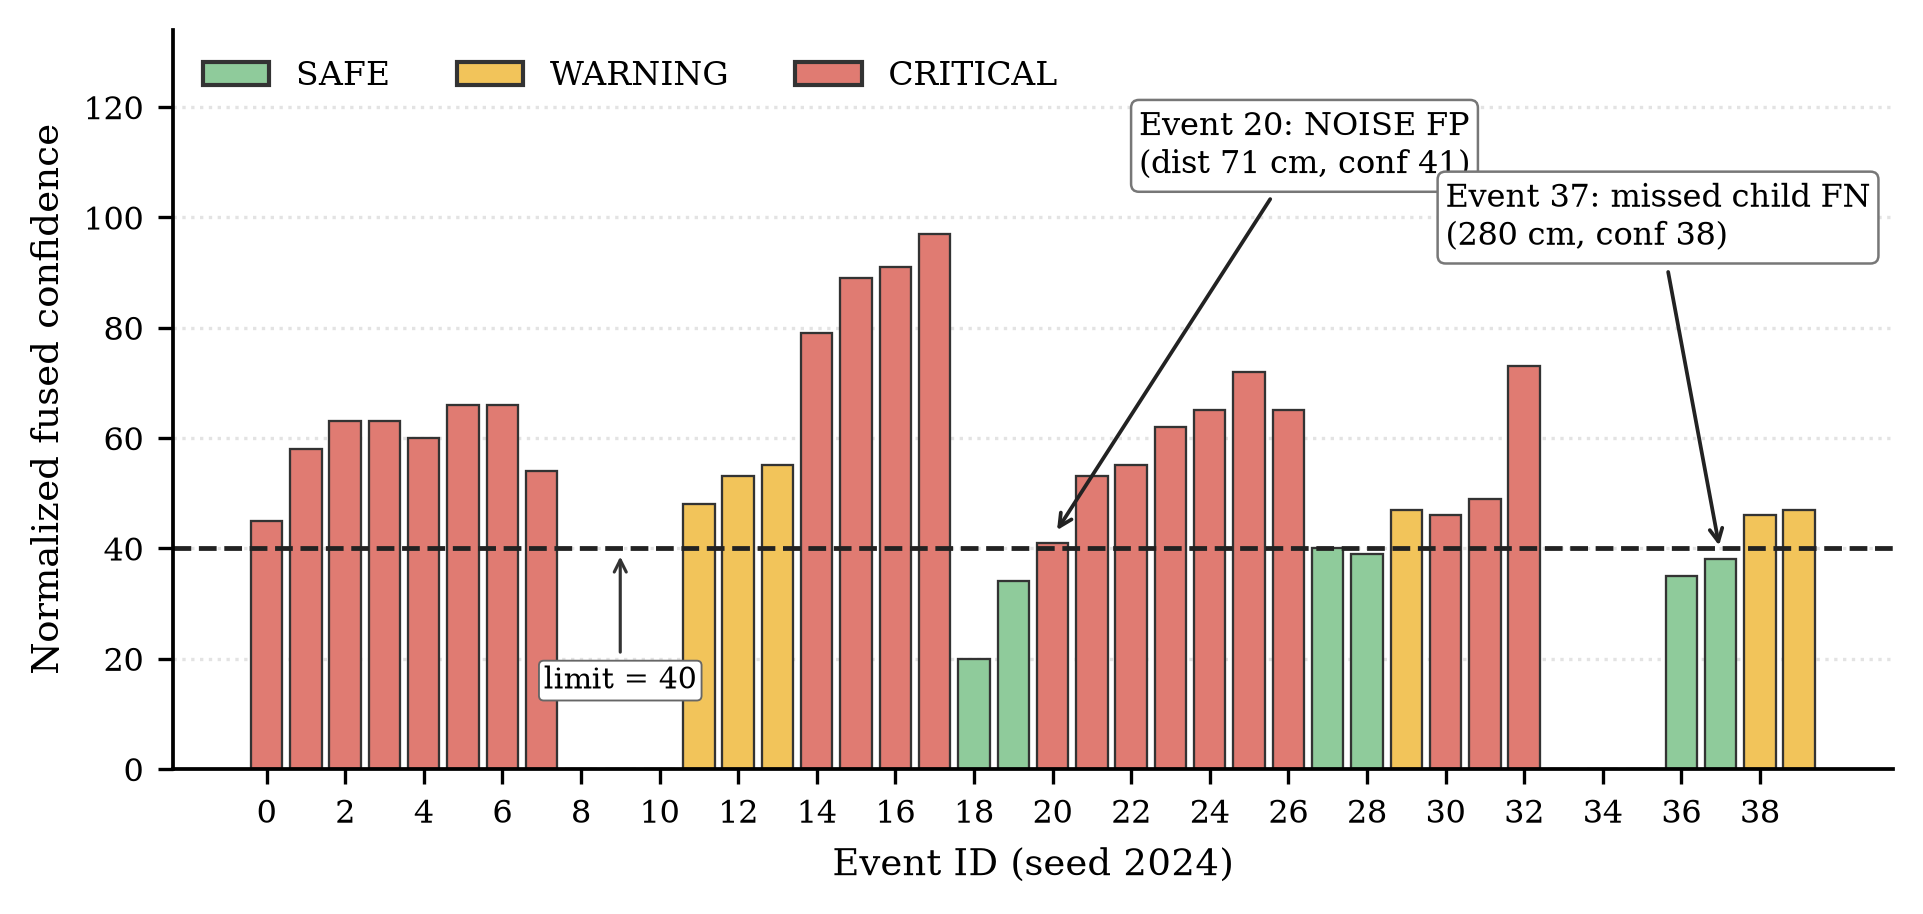 SAFE WARNING CRITICAL
Event 20: NOISE FP
(dist 71 cm, conf 41)
Event 37: missed child FN
(280 cm, conf 38)
limit = 40
Normalized fused confidence
120
100
80
60
40
20
0
0 2 4 6 8 10 12 14 16 18 20 22 24 26 28 30 32 34 36 38
Event ID (seed 2024)